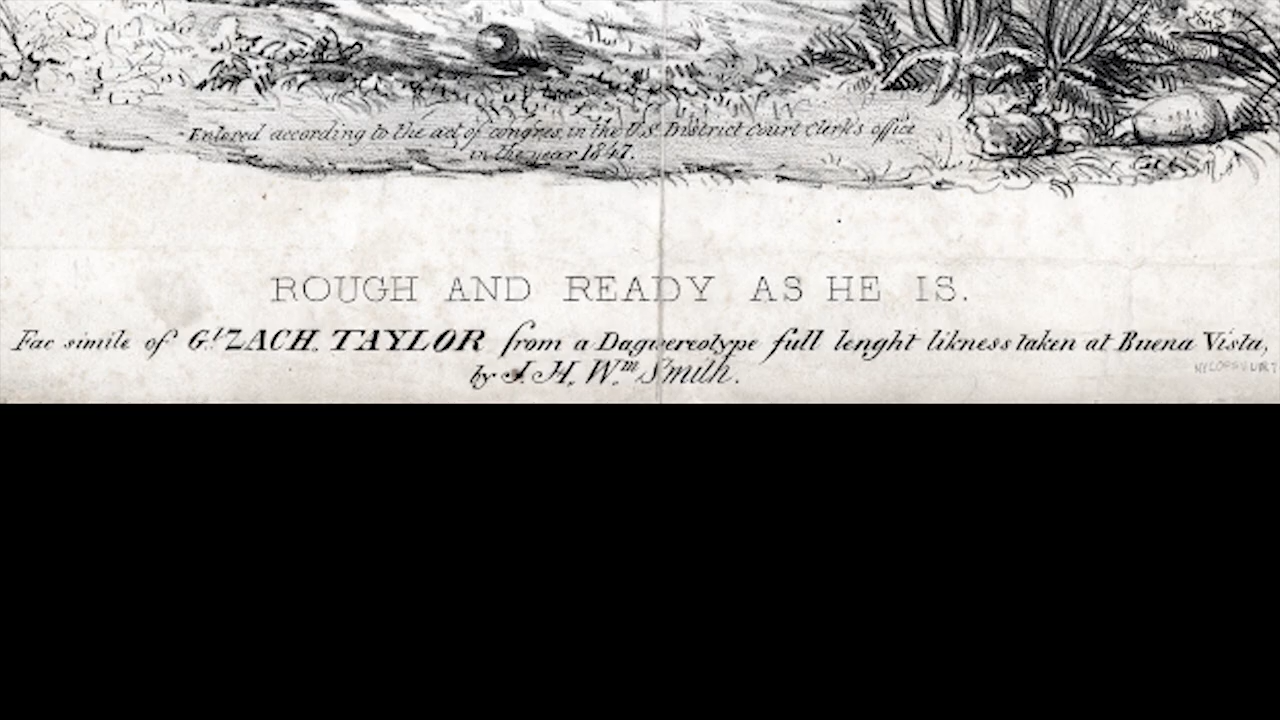 Entered according to the act of congres, in the U.S. District court Clerk's office
in the year 1847.
ROUGH AND READY AS HE IS.
Fac simile of G.l ZACH. TAYLOR from a Daguereotype full lenght likness taken at Buena Vista,
by J. H. Wm Smith.